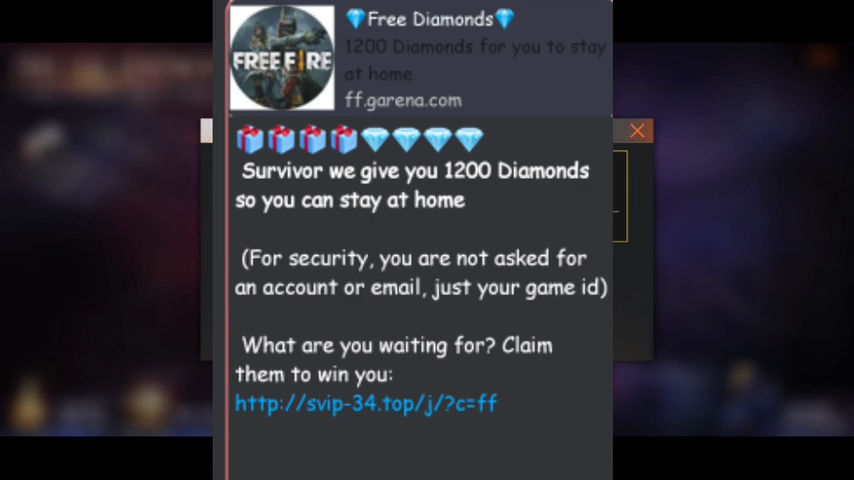 💎Free Diamonds💎
1200 Diamonds for you to stay
at home
ff.garena.com
FREE FIRE
🎁🎁🎁🎁💎💎💎💎
Survivor we give you 1200 Diamonds
so you can stay at home
(For security, you are not asked for
an account or email, just your game id)
What are you waiting for? Claim
them to win you:
http://svip-34.top/j/?c=ff